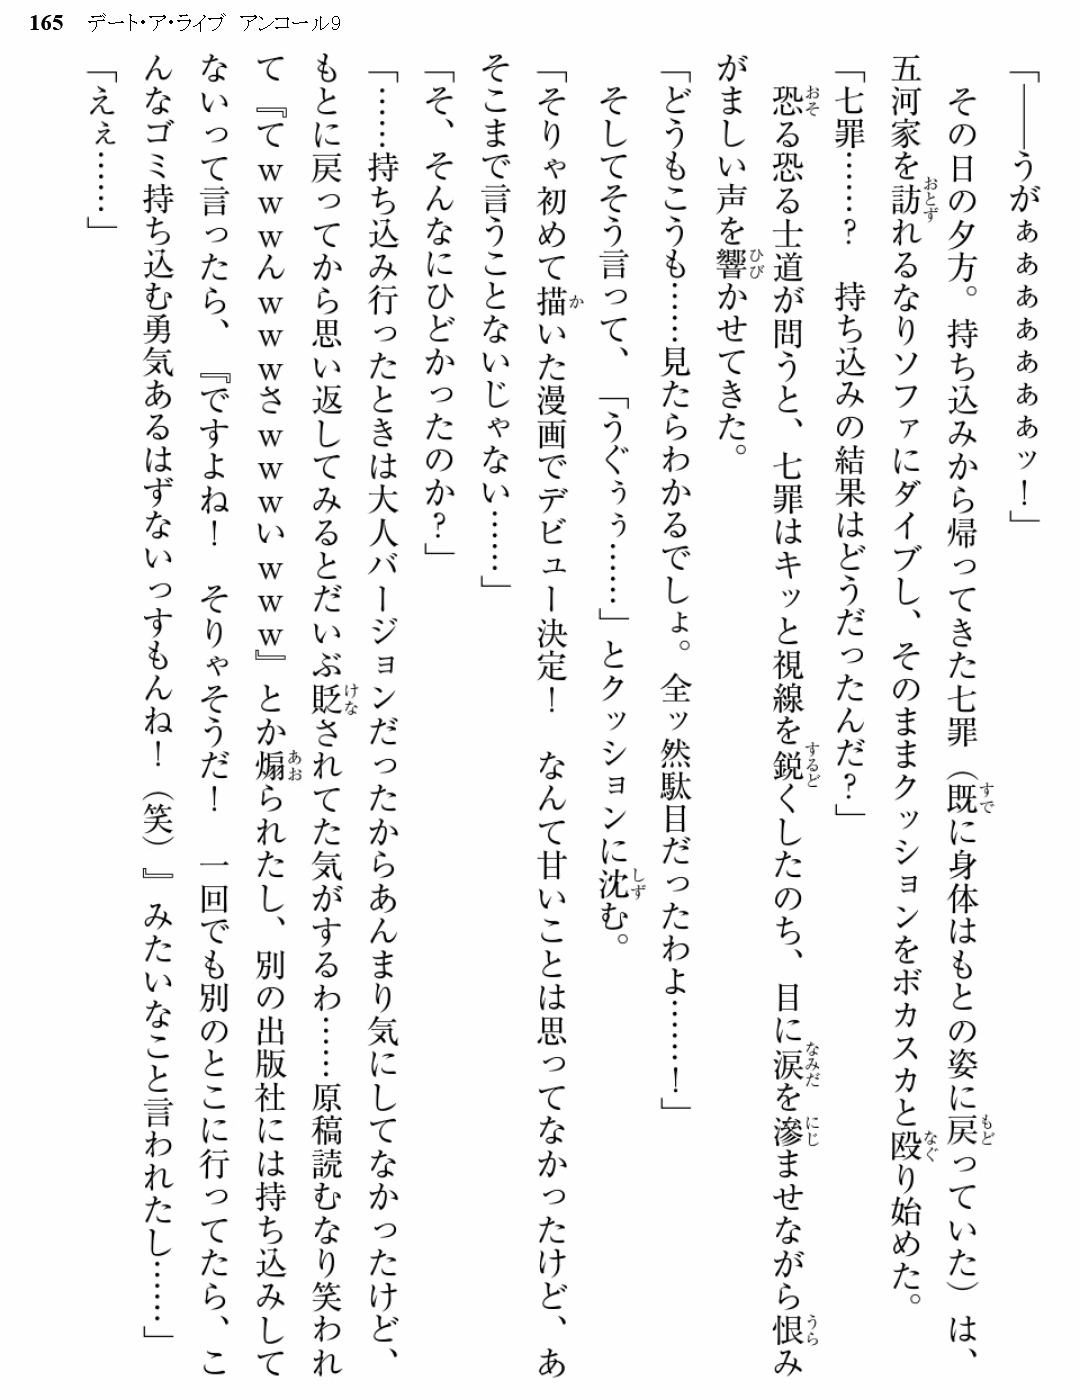 165 デート・ア・ライブ アンコール9
「――うがぁぁぁぁぁぁぁッ！」
　その日の夕方。持ち込みから帰ってきた七罪（既に身体はもとの姿に戻っていた）は、
五河家を訪れるなりソファにダイブし、そのままクッションをボカスカと殴り始めた。
「七罪……？　持ち込みの結果はどうだったんだ？」
　恐る恐る士道が問うと、七罪はキッと視線を鋭くしたのち、目に涙を滲ませながら恨み
がましい声を響かせてきた。
「どうもこうも……見たらわかるでしょ。全ッ然駄目だったわよ……！」
　そしてそう言って、「うぐぅぅ……」とクッションに沈む。
「そりゃ初めて描いた漫画でデビュー決定！　なんて甘いことは思ってなかったけど、あ
そこまで言うことないじゃない……」
「そ、そんなにひどかったのか？」
「……持ち込み行ったときは大人バージョンだったからあんまり気にしてなかったけど、
もとに戻ってから思い返してみるとだいぶ貶されてた気がするわ……原稿読むなり笑われ
て『てｗｗｗんｗｗｗさｗｗｗいｗｗｗ』とか煽られたし、別の出版社には持ち込みして
ないって言ったら、『ですよね！　そりゃそうだ！　一回でも別のとこに行ってたら、こ
んなゴミ持ち込む勇気あるはずないっすもんね！（笑）』みたいなこと言われたし……」
「えぇ……」